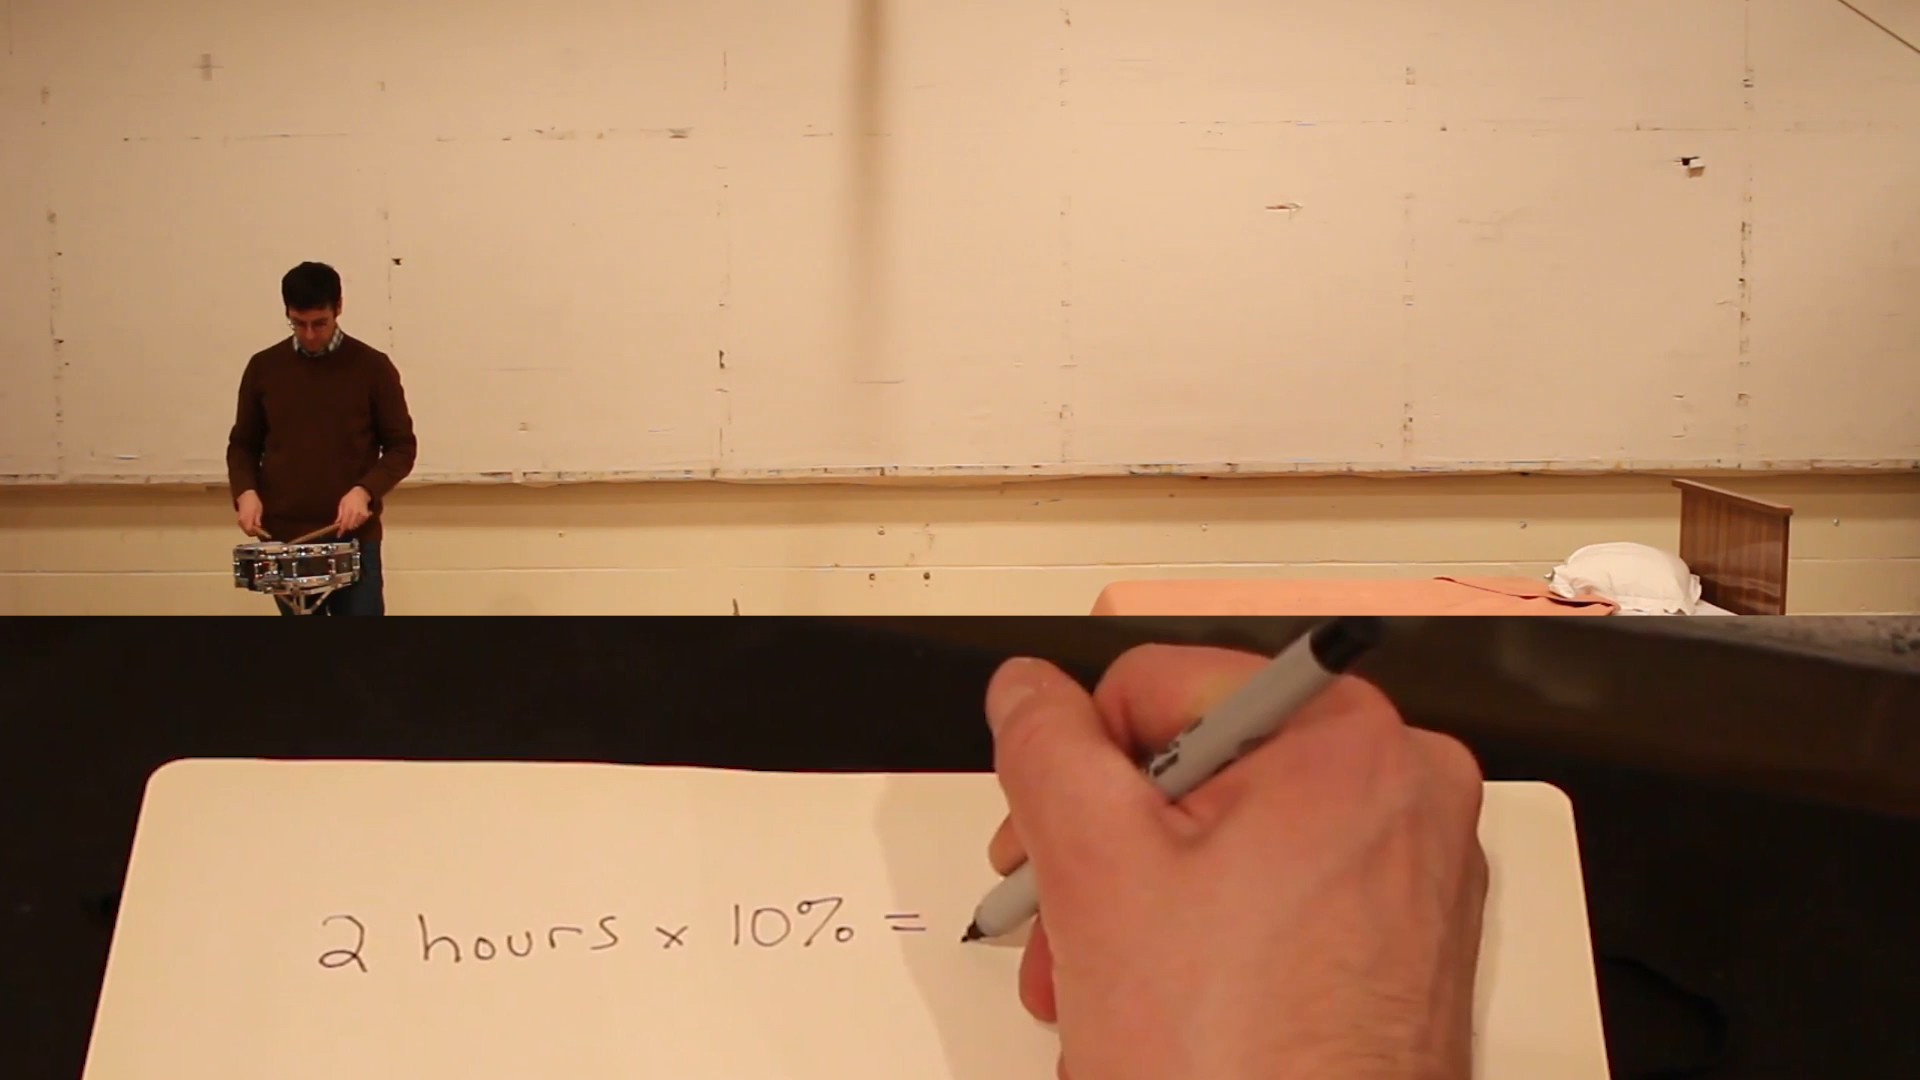 2 hours x 10% =